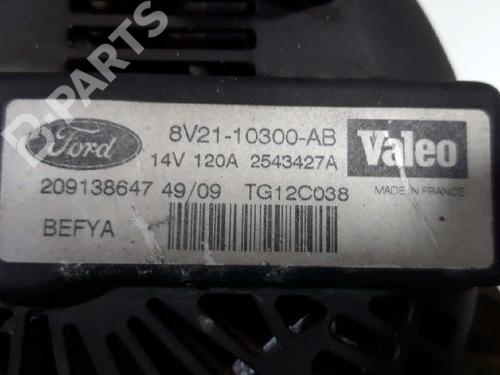 B-PARTS
Ford
8V21-10300-AB
14V 120A 2543427A
Valeo
MADE IN FRANCE
209138647 49/09 TG12C038
BEFYA